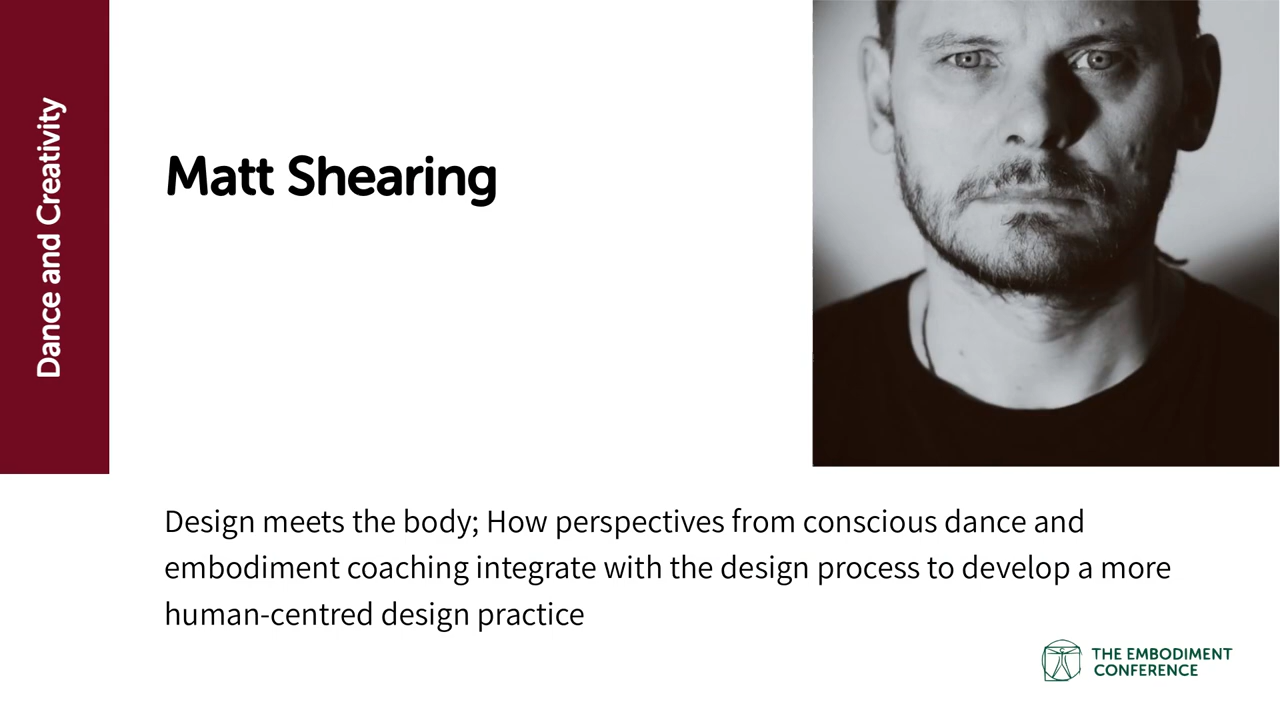 Dance and Creativity
Matt Shearing
Design meets the body; How perspectives from conscious dance and
embodiment coaching integrate with the design process to develop a more
human-centred design practice
THE EMBODIMENT
CONFERENCE